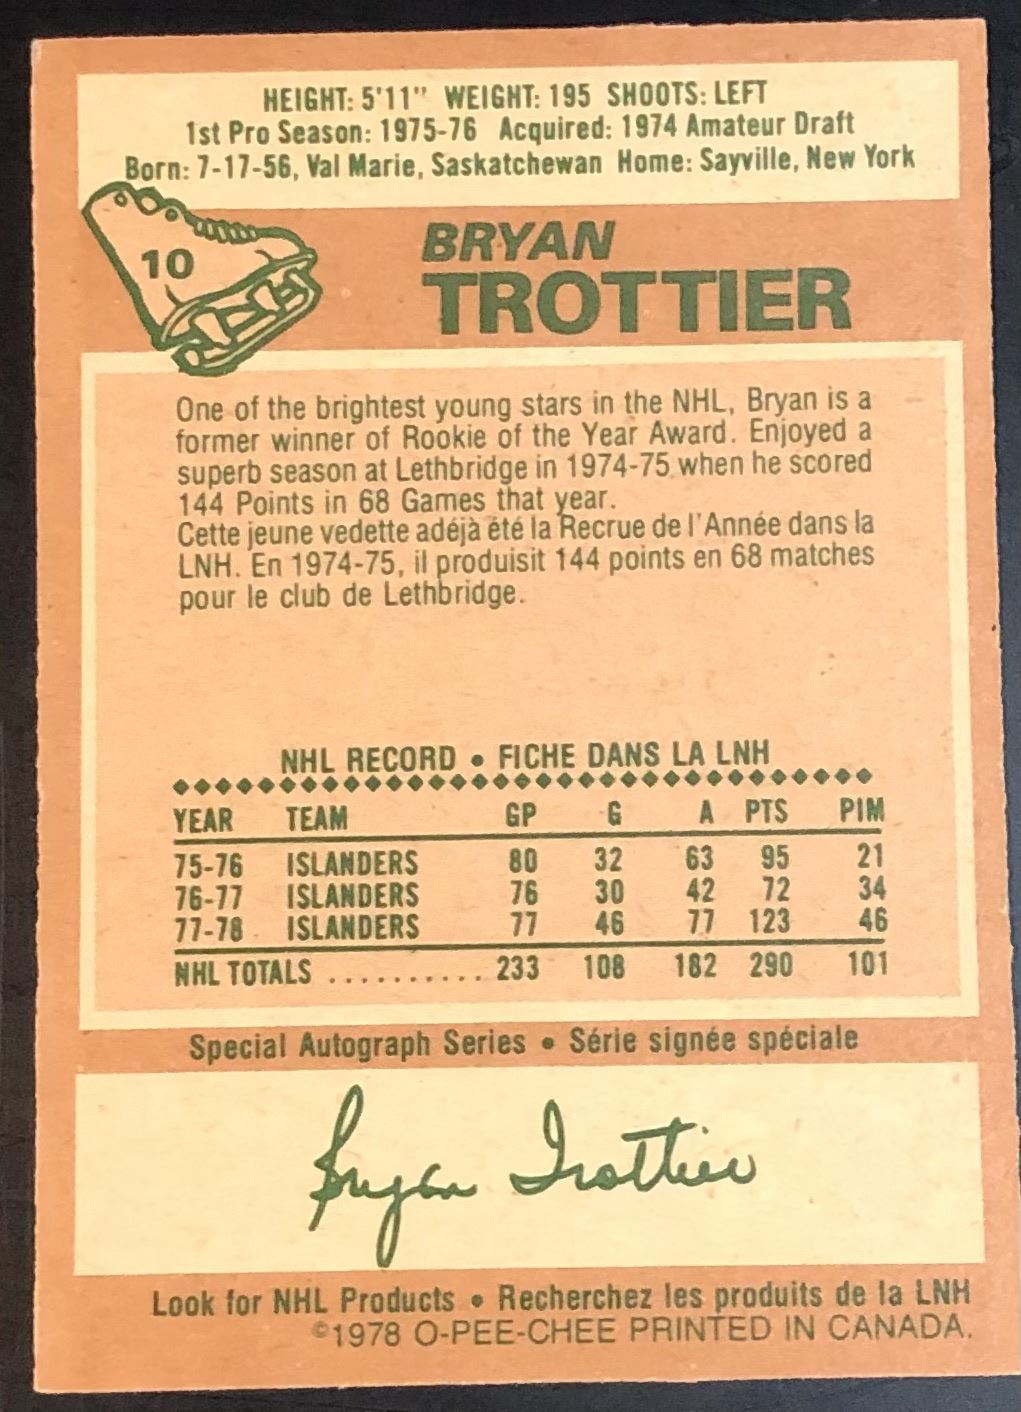 HEIGHT: 5'11" WEIGHT: 195 SHOOTS: LEFT
1st Pro Season: 1975-76 Acquired: 1974 Amateur Draft
Born: 7-17-56, Val Marie, Saskatchewan Home: Sayville, New York
10
BRYAN
TROTTIER
One of the brightest young stars in the NHL, Bryan is a
former winner of Rookie of the Year Award. Enjoyed a
superb season at Lethbridge in 1974-75 when he scored
144 Points in 68 Games that year.
Cette jeune vedette adéjà été la Recrue de l'Année dans la
LNH. En 1974-75, il produisit 144 points en 68 matches
pour le club de Lethbridge.
NHL RECORD • FICHE DANS LA LNH
YEAR TEAM GP G A PTS PIM
75-76 ISLANDERS 80 32 63 95 21
76-77 ISLANDERS 76 30 42 72 34
77-78 ISLANDERS 77 46 77 123 46
NHL TOTALS .......... 233 108 182 290 101
Special Autograph Series • Série signée spéciale
Bryan Trottier
Look for NHL Products • Recherchez les produits de la LNH
©1978 O-PEE-CHEE PRINTED IN CANADA.